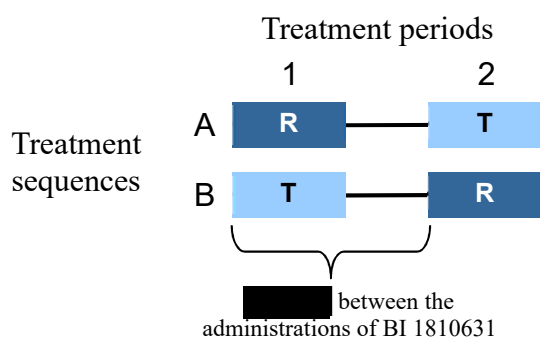 Treatment periods
1 2
A R T
Treatment
sequences
B T R
between the
administrations of BI 1810631